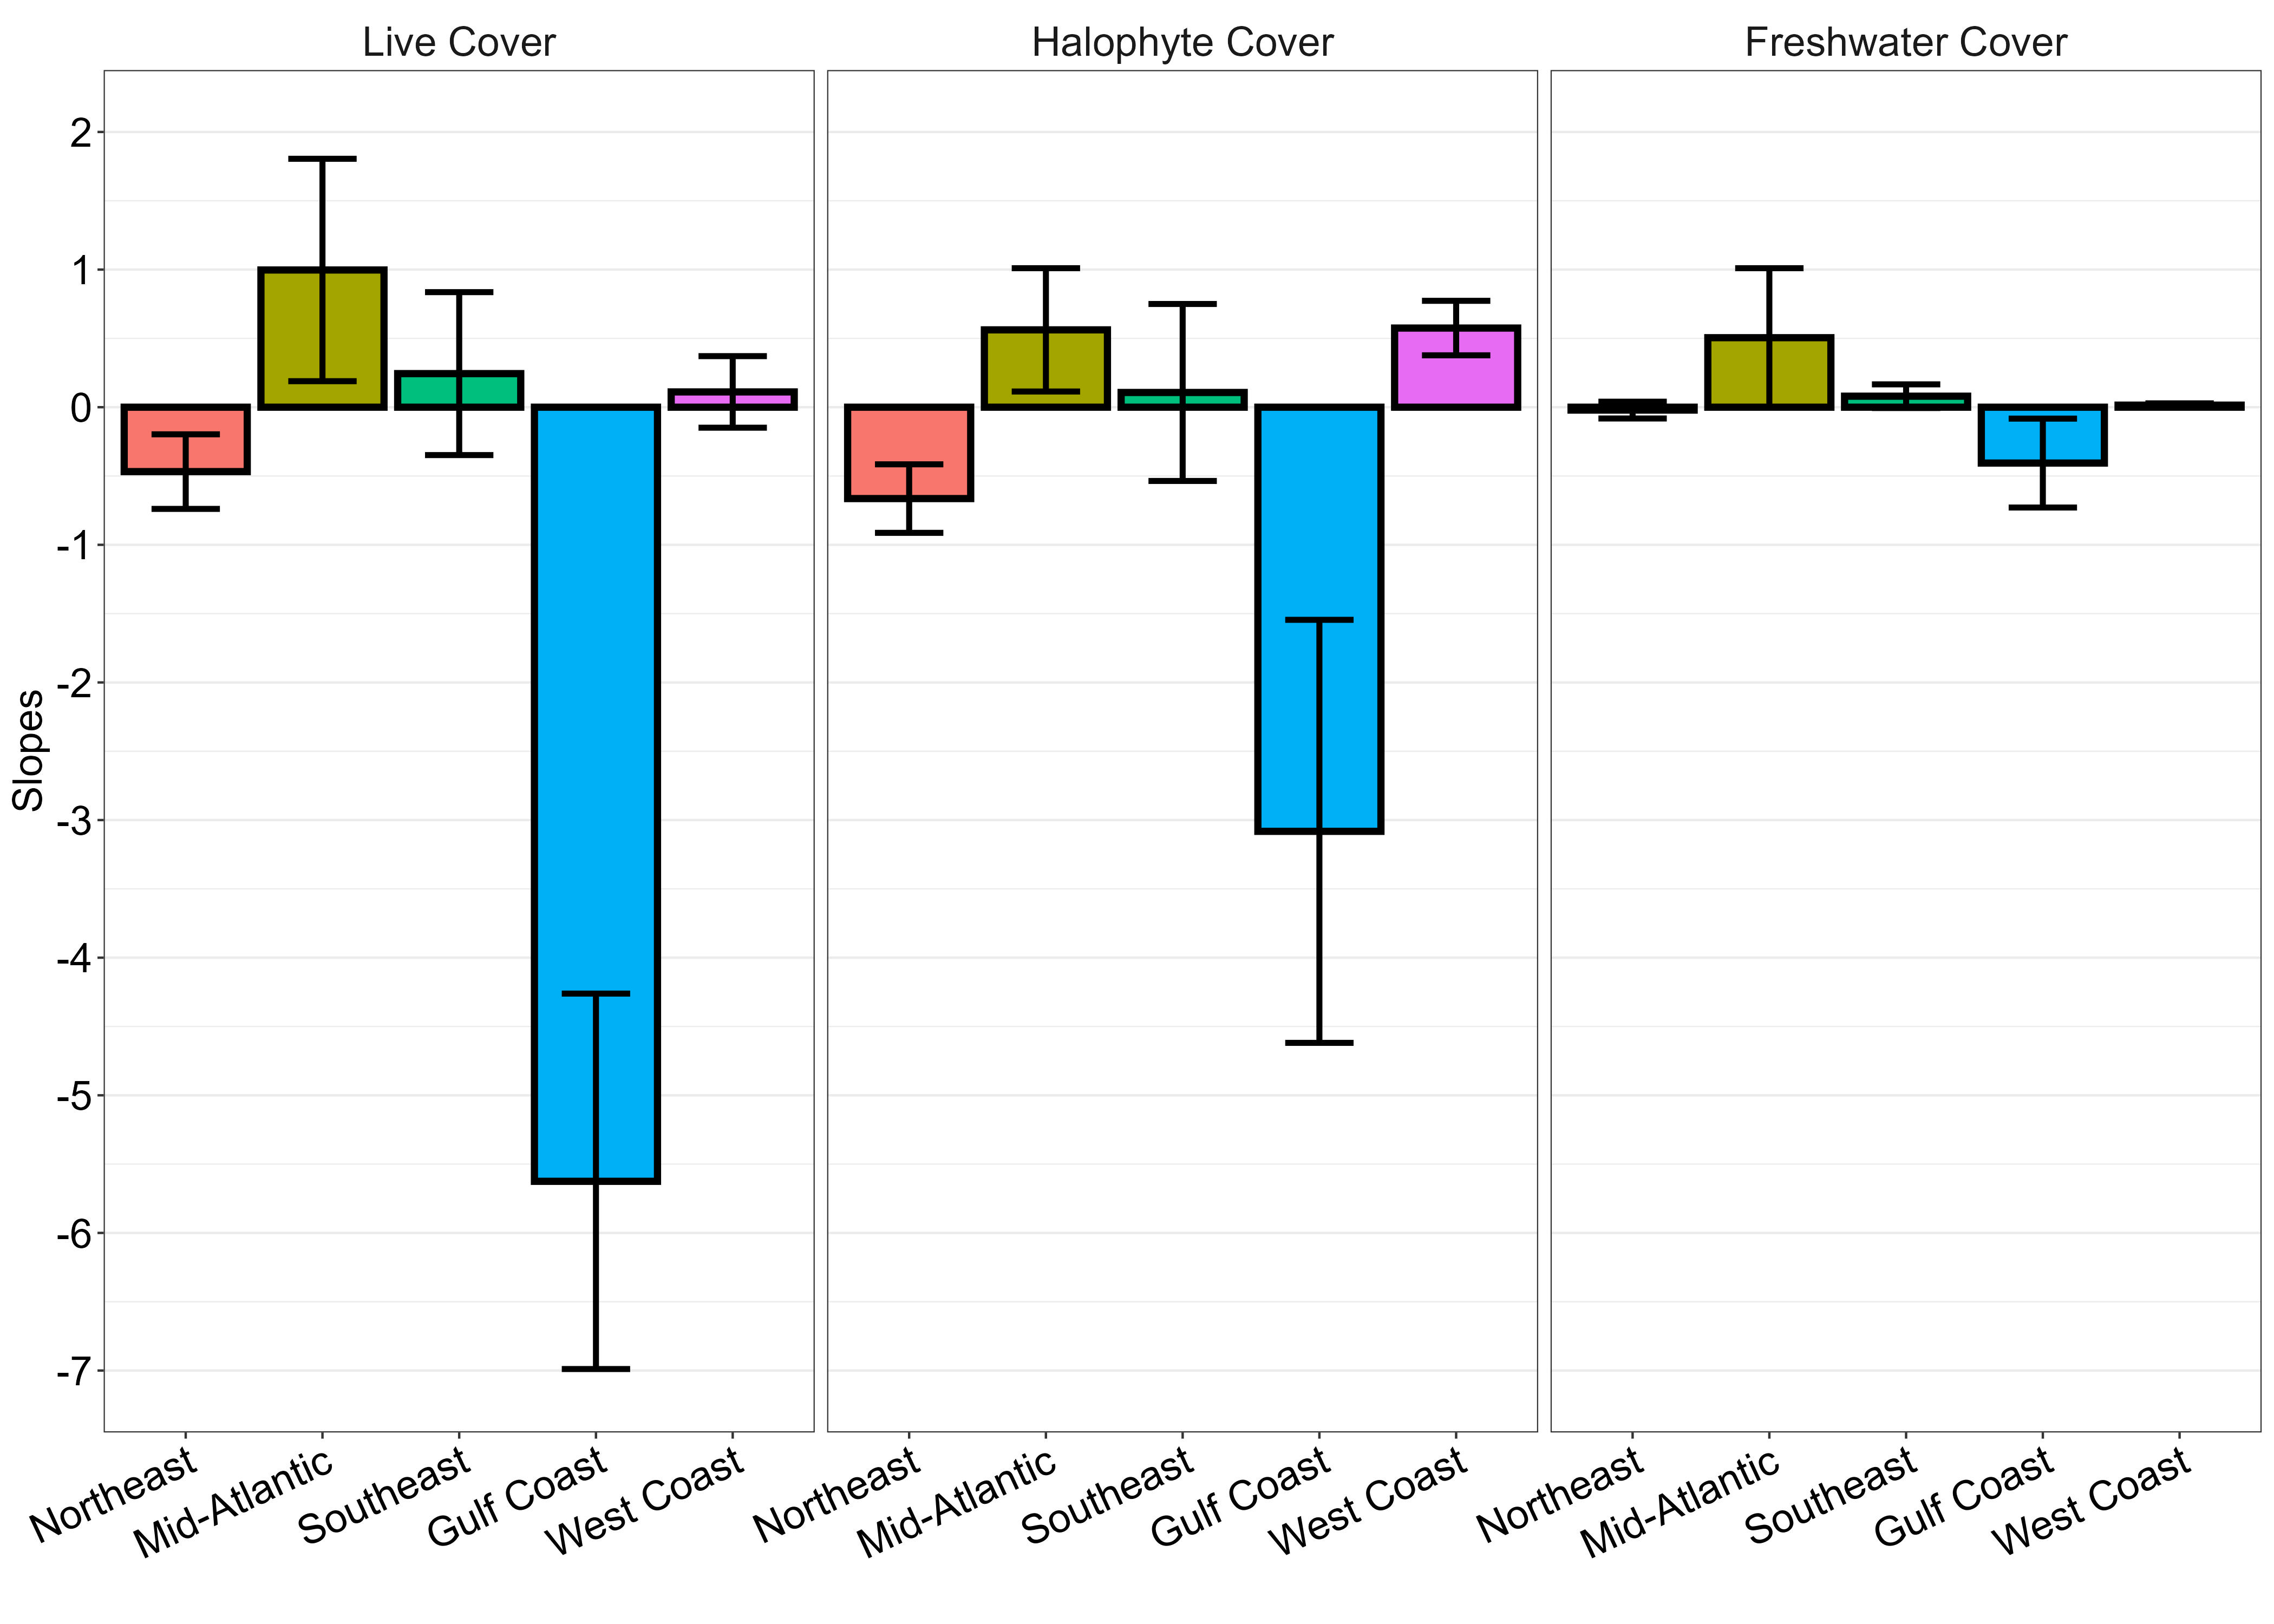 Live Cover
Halophyte Cover
Freshwater Cover
Slopes
2
1
0
-1
-2
-3
-4
-5
-6
-7
Northeast
Mid-Atlantic
Southeast
Gulf Coast
West Coast
Northeast
Mid-Atlantic
Southeast
Gulf Coast
West Coast
Northeast
Mid-Atlantic
Southeast
Gulf Coast
West Coast